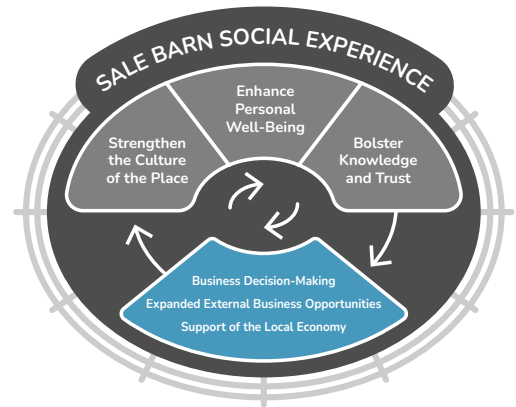 SALE BARN SOCIAL EXPERIENCE
Enhance
Personal
Well-Being
Strengthen
the Culture
of the Place
Bolster
Knowledge
and Trust
Business Decision-Making
Expanded External Business Opportunities
Support of the Local Economy